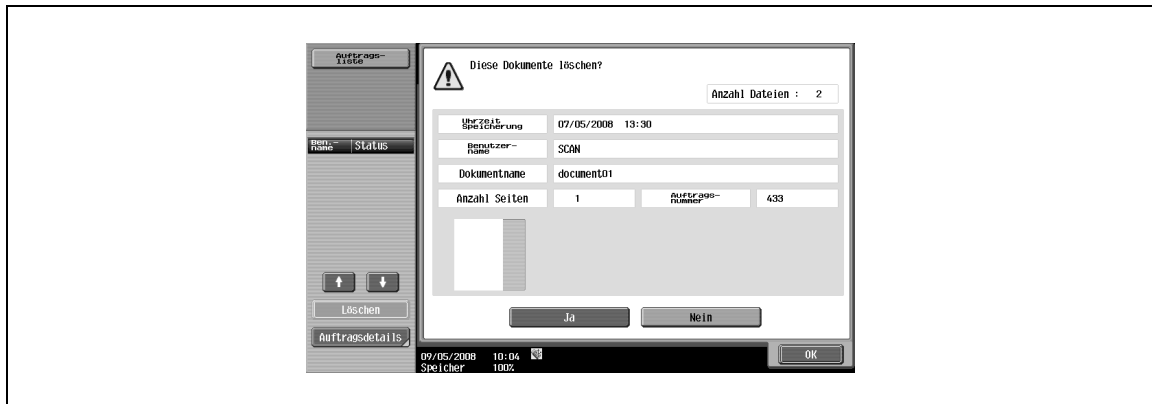 Auftrags-
liste
Diese Dokumente löschen?
Anzahl Dateien : 2
Uhrzeit
Speicherung
07/05/2008 13:30
Ben.-
name
Status
Benutzer-
name
SCAN
Dokumentname
document01
Anzahl Seiten
1
Auftrags-
nummer
433
Löschen
Ja
Nein
Auftragsdetails
09/05/2008 10:04
Speicher 100%
OK